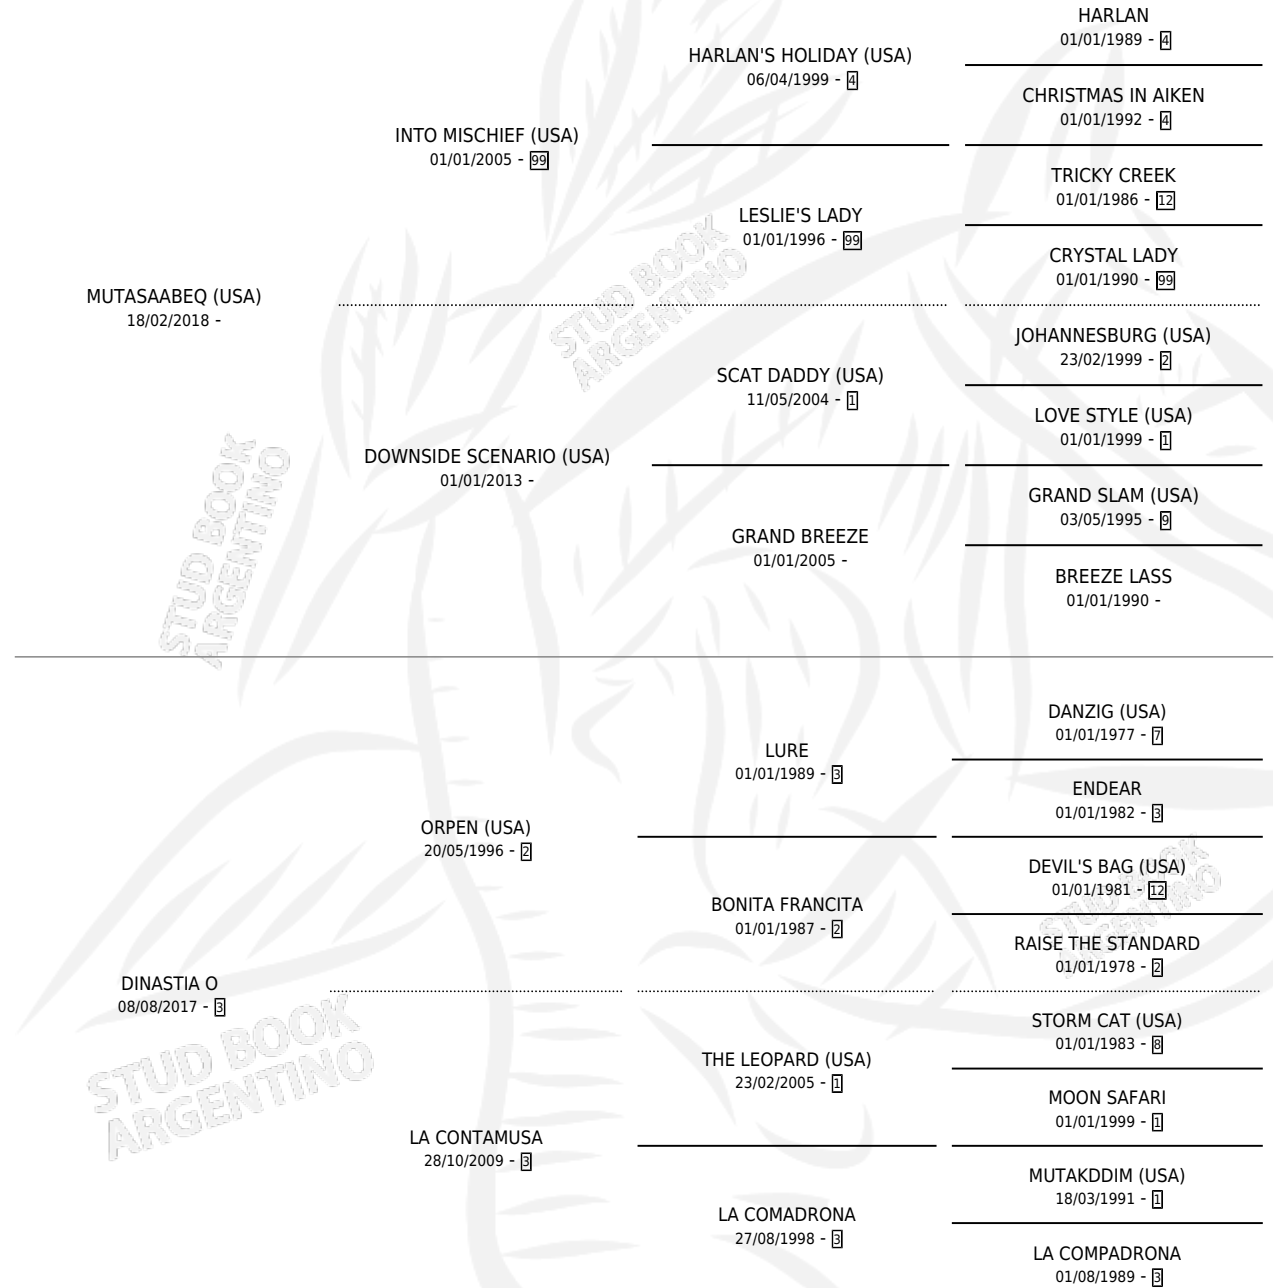 HARLAN
01/01/1989 - 4
HARLAN'S HOLIDAY (USA)
06/04/1999 - 4
CHRISTMAS IN AIKEN
01/01/1992 - 4
INTO MISCHIEF (USA)
01/01/2005 - 99
TRICKY CREEK
01/01/1986 - 12
LESLIE'S LADY
01/01/1996 - 99
CRYSTAL LADY
01/01/1990 - 99
MUTASAABEQ (USA)
18/02/2018 -
JOHANNESBURG (USA)
23/02/1999 - 2
SCAT DADDY (USA)
11/05/2004 - 1
LOVE STYLE (USA)
01/01/1999 - 1
DOWNSIDE SCENARIO (USA)
01/01/2013 -
GRAND SLAM (USA)
03/05/1995 - 9
GRAND BREEZE
01/01/2005 -
BREEZE LASS
01/01/1990 -
DANZIG (USA)
01/01/1977 - 7
LURE
01/01/1989 - 3
ENDEAR
01/01/1982 - 3
ORPEN (USA)
20/05/1996 - 2
DEVIL'S BAG (USA)
01/01/1981 - 12
BONITA FRANCITA
01/01/1987 - 2
RAISE THE STANDARD
01/01/1978 - 2
DINASTIA O
08/08/2017 - 3
STORM CAT (USA)
01/01/1983 - 8
THE LEOPARD (USA)
23/02/2005 - 1
MOON SAFARI
01/01/1999 - 1
LA CONTAMUSA
28/10/2009 - 3
MUTAKDDIM (USA)
18/03/1991 - 1
LA COMADRONA
27/08/1998 - 3
LA COMPADRONA
01/08/1989 - 3
STUD BOOK
ARGENTINO
STUD BOOK
ARGENTINO
STUD BOOK
ARGENTINO
STUD BOOK
ARGENTINO